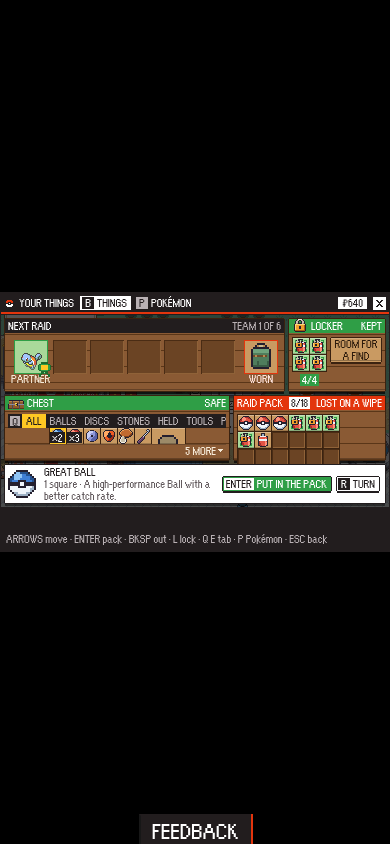 YOUR THINGS B THINGS P POKÉMON ₽640 X
NEXT RAID TEAM 1 OF 6
PARTNER WORN
LOCKER KEPT
ROOM FOR
A FIND
4/4
CHEST SAFE
Q ALL BALLS DISCS STONES HELD TOOLS P
x2 x3
5 MORE
RAID PACK 8/18 LOST ON A WIPE
GREAT BALL
1 square · A high-performance Ball with a
better catch rate.
ENTER PUT IN THE PACK R TURN
ARROWS move · ENTER pack · BKSP out · L lock · Q E tab · P Pokémon · ESC back
FEEDBACK